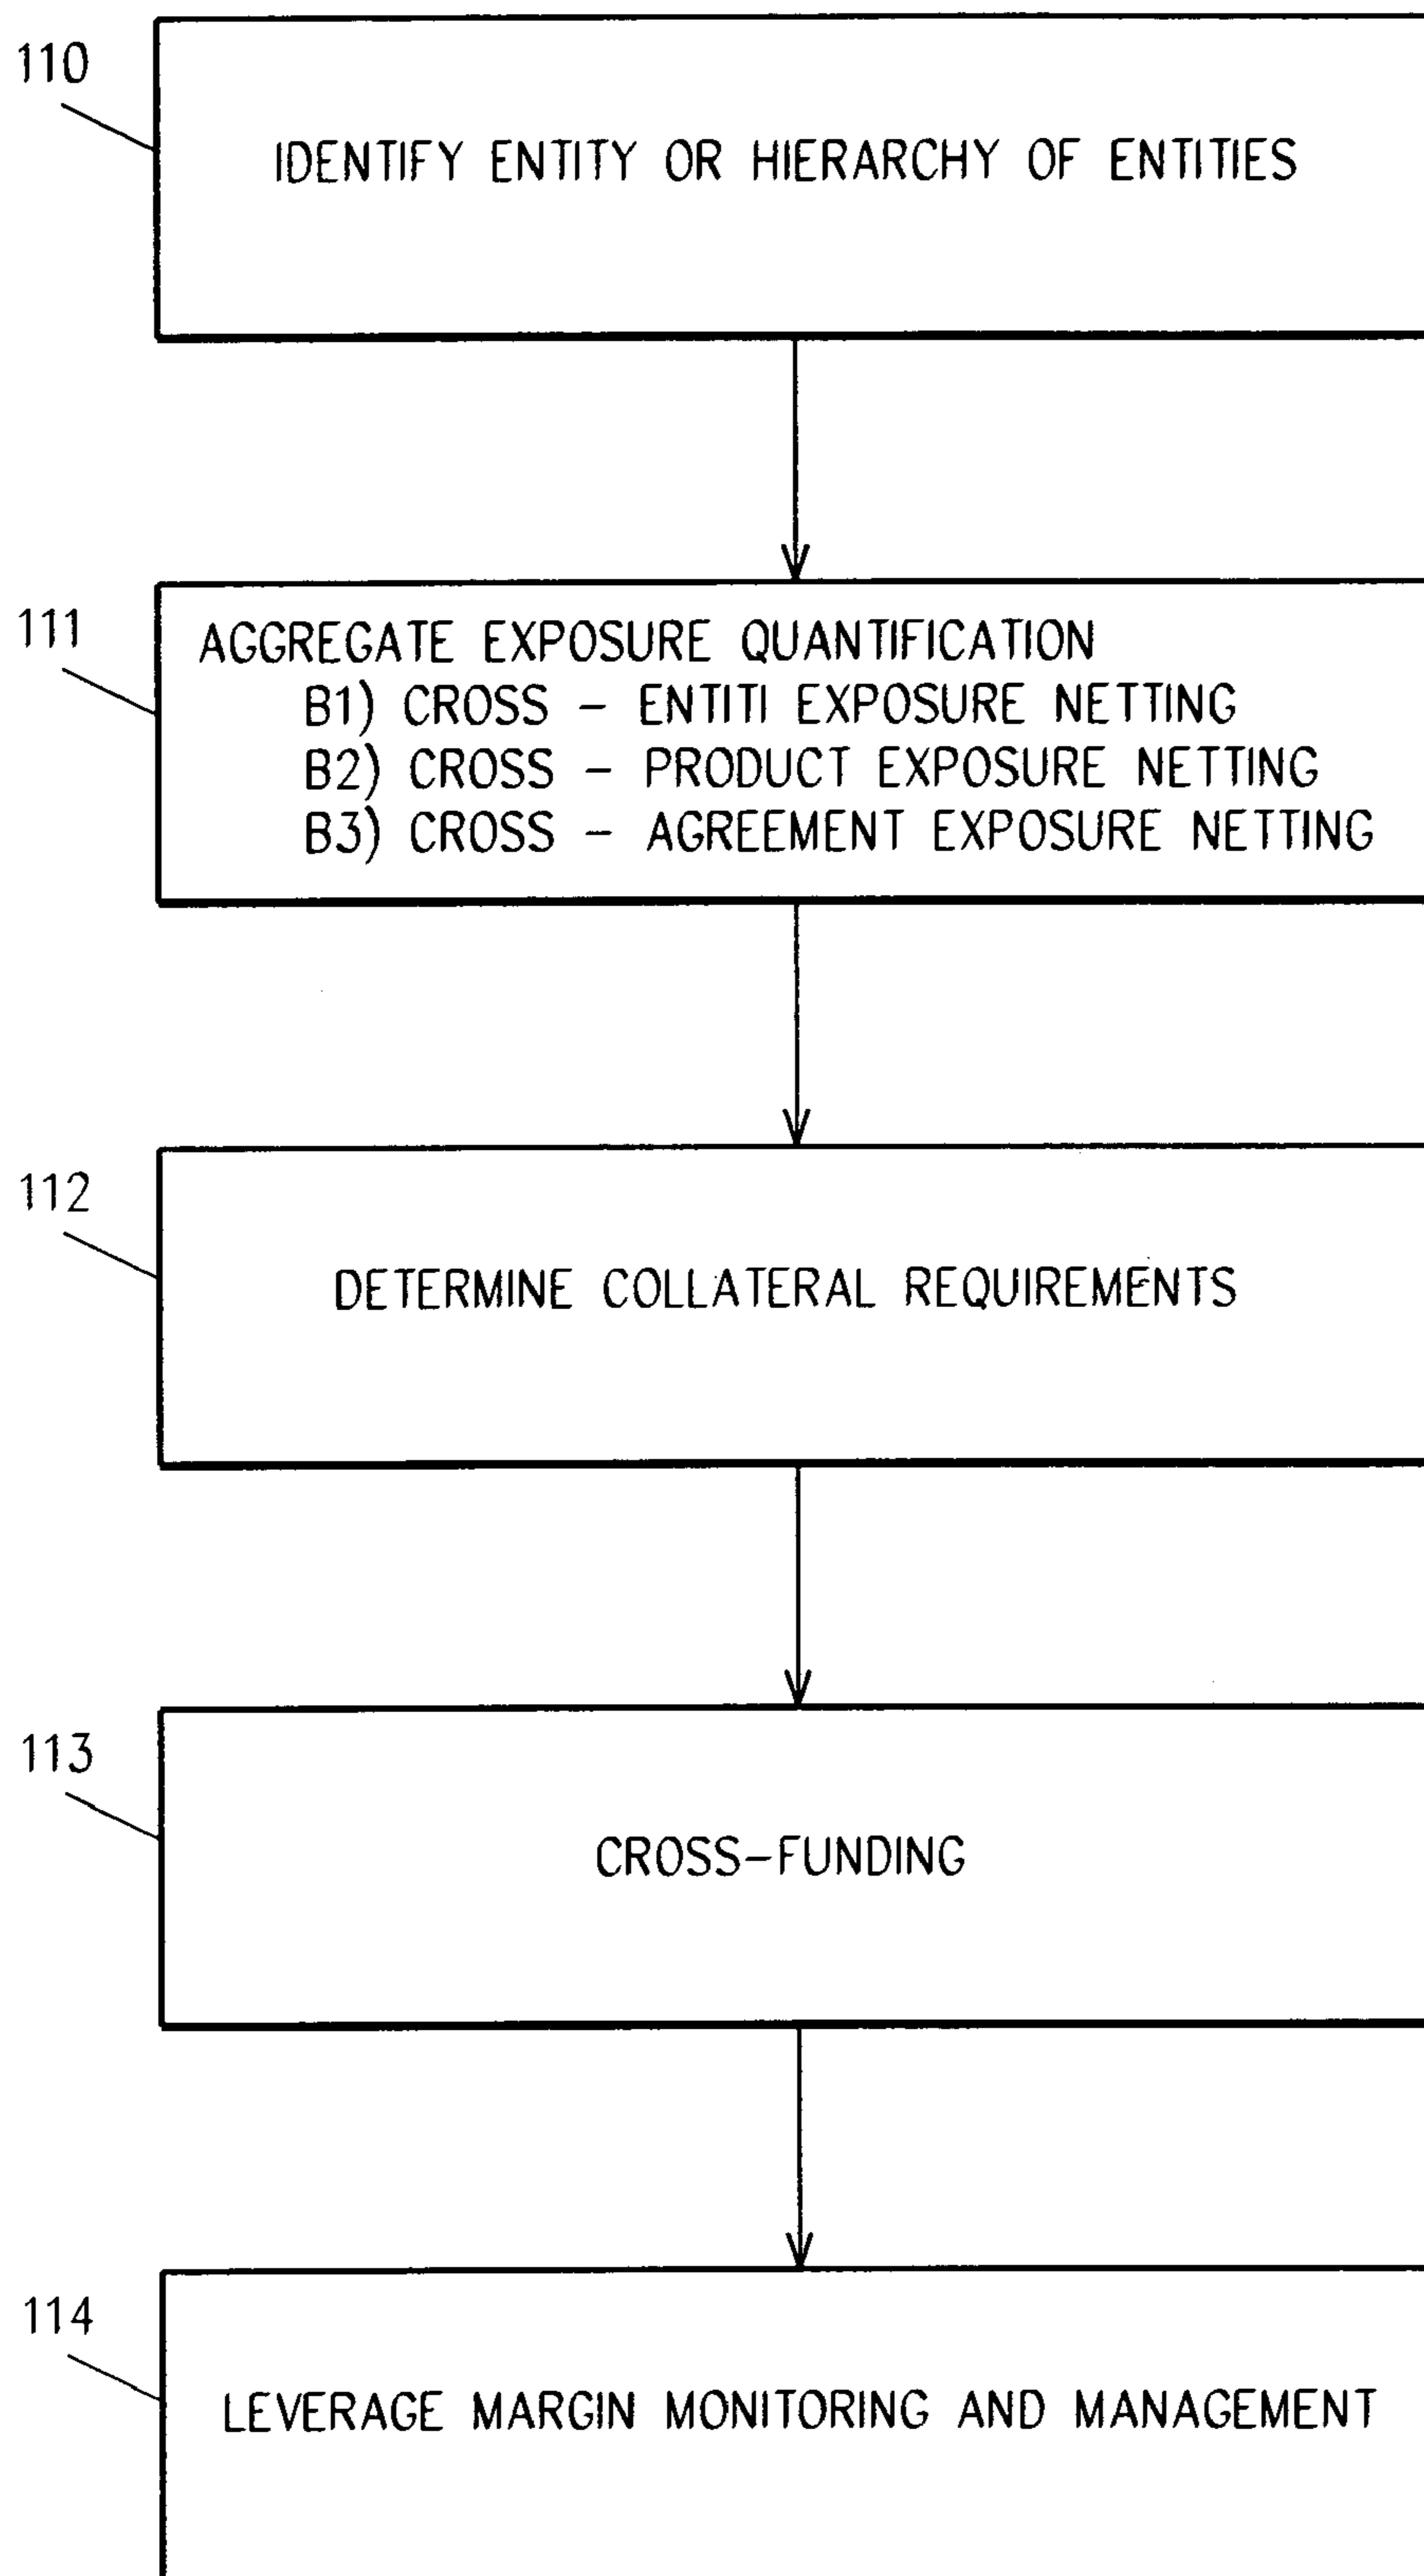 110
IDENTIFY ENTITY OR HIERARCHY OF ENTITIES
111
AGGREGATE EXPOSURE QUANTIFICATION
B1) CROSS - ENTITI EXPOSURE NETTING
B2) CROSS - PRODUCT EXPOSURE NETTING
B3) CROSS - AGREEMENT EXPOSURE NETTING
112
DETERMINE COLLATERAL REQUIREMENTS
113
CROSS-FUNDING
114
LEVERAGE MARGIN MONITORING AND MANAGEMENT